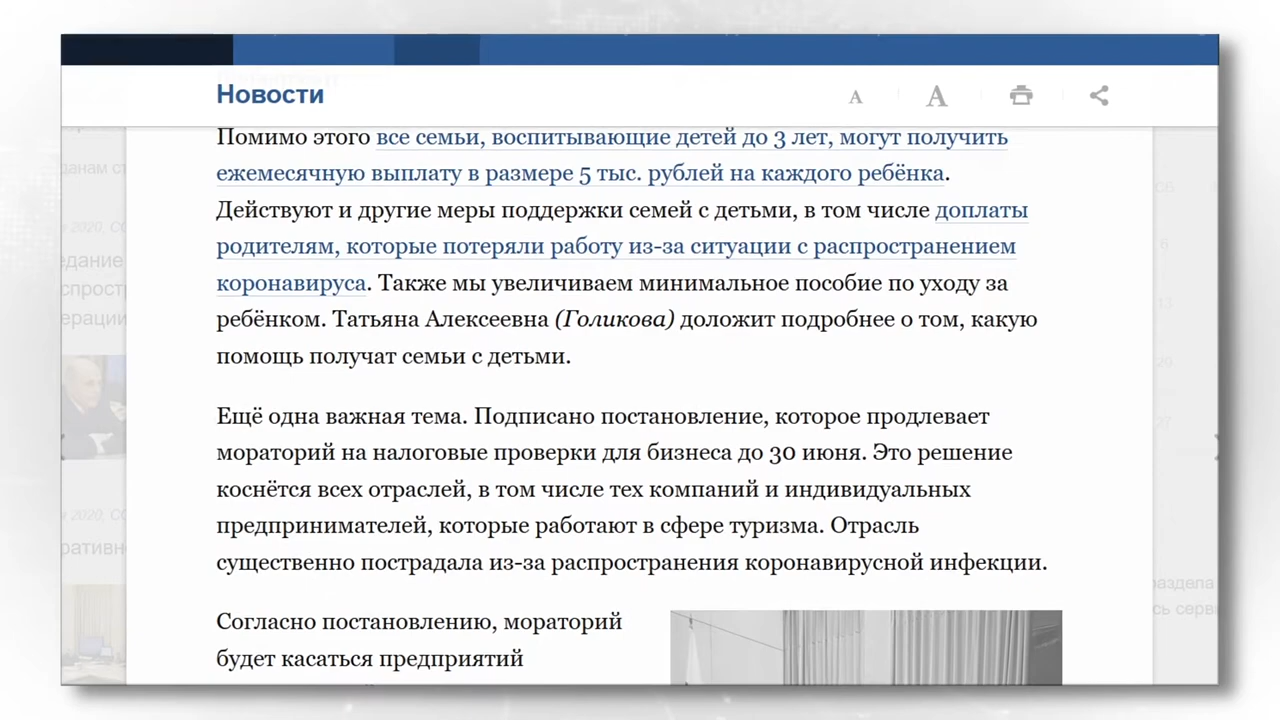 Новости
A A
Помимо этого все семьи, воспитывающие детей до 3 лет, могут получить
ежемесячную выплату в размере 5 тыс. рублей на каждого ребёнка.
Действуют и другие меры поддержки семей с детьми, в том числе доплаты
родителям, которые потеряли работу из-за ситуации с распространением
коронавируса. Также мы увеличиваем минимальное пособие по уходу за
ребёнком. Татьяна Алексеевна (Голикова) доложит подробнее о том, какую
помощь получат семьи с детьми.
Ещё одна важная тема. Подписано постановление, которое продлевает
мораторий на налоговые проверки для бизнеса до 30 июня. Это решение
коснётся всех отраслей, в том числе тех компаний и индивидуальных
предпринимателей, которые работают в сфере туризма. Отрасль
существенно пострадала из-за распространения коронавирусной инфекции.
Согласно постановлению, мораторий
будет касаться предприятий